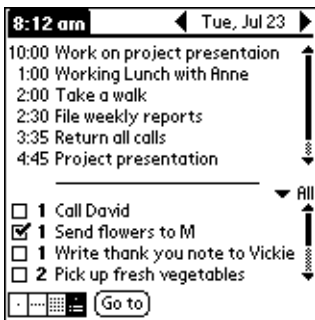 8:12 am Tue, Jul 23
10:00 Work on project presentaion
1:00 Working Lunch with Anne
2:00 Take a walk
2:30 File weekly reports
3:35 Return all calls
4:45 Project presentation
All
1 Call David
1 Send flowers to M
1 Write thank you note to Vickie
2 Pick up fresh vegetables
Go to